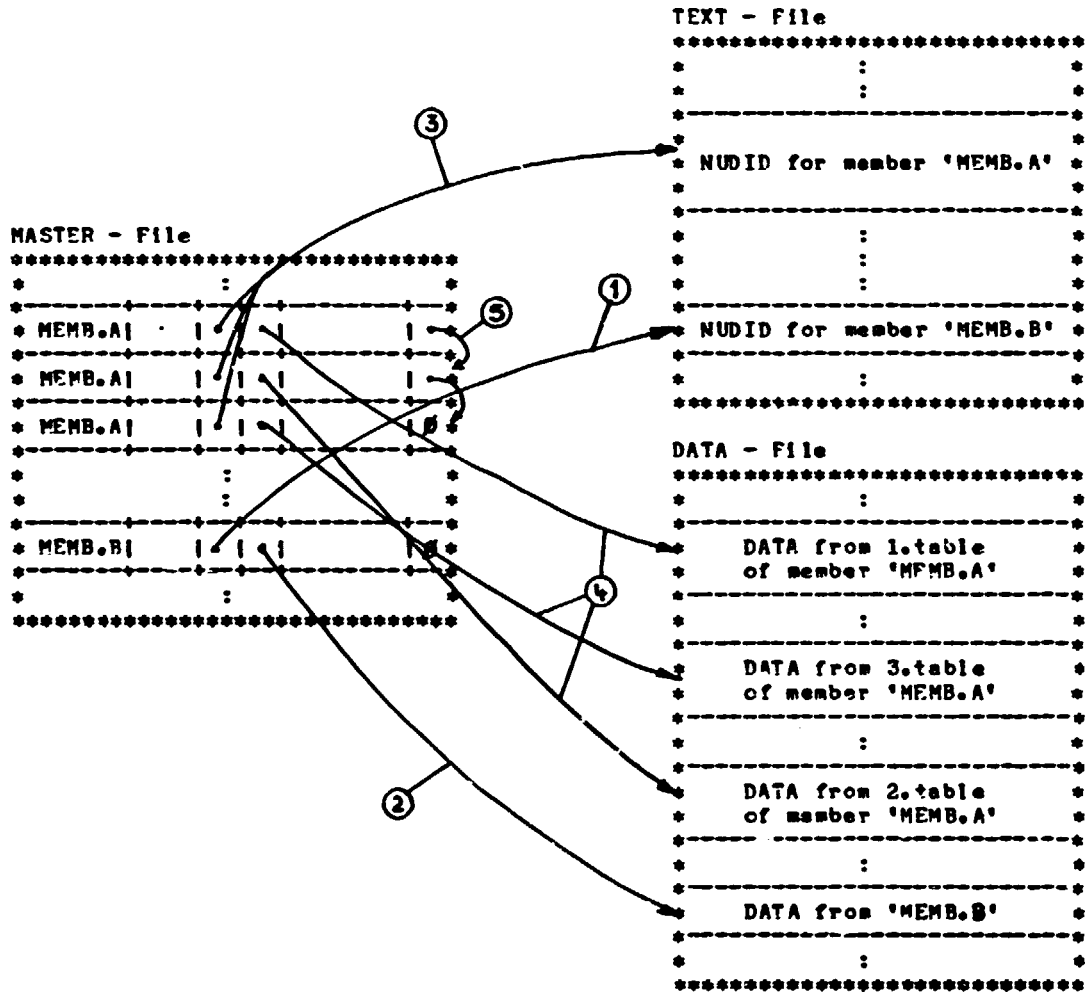 TEXT - File
:
:
NUDID for member 'MEMB.A'
:
:
:
NUDID for member 'MEMB.B'
:
③
①
MASTER - File
:
MEMB.A
⑤
MEMB.A
MEMB.A Ø
:
:
MEMB.B Ø
:
②
④
DATA - File
:
DATA from 1.table
of member 'MFMB.A'
:
DATA from 3.table
of member 'MEMB.A'
:
DATA from 2.table
of member 'MEMB.A'
:
DATA from 'MEMB.B'
: